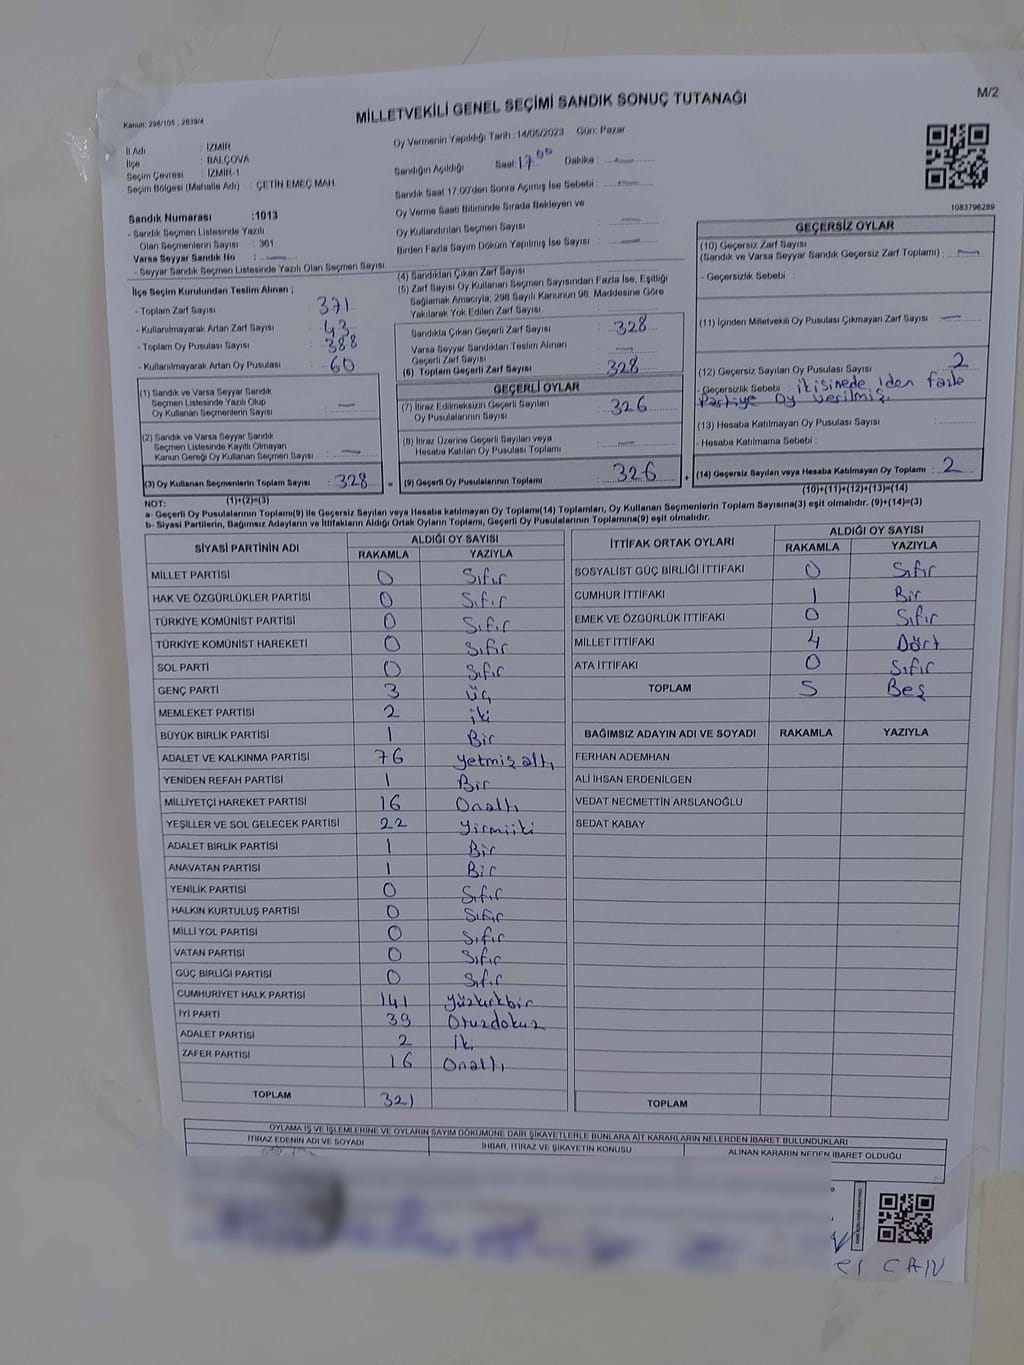 Kanun: 298/105 , 2839/4
MİLLETVEKİLİ GENEL SEÇİMİ SANDIK SONUÇ TUTANAĞI
M/2
İl Adı : İZMİR
İlçe : BALÇOVA
Seçim Çevresi : İZMİR-1
Seçim Bölgesi (Mahalle Adı) : ÇETİN EMEÇ MAH.
Sandık Numarası :1013
- Sandık Seçmen Listesinde Yazılı
Olan Seçmenlerin Sayısı : 361
Varsa Seyyar Sandık No : —
- Seyyar Sandık Seçmen Listesinde Yazılı Olan Seçmen Sayısı:
Oy Vermenin Yapıldığı Tarih :14/05/2023 Gün: Pazar
Sandığın Açıldığı Saat: 17.00 Dakika : —
Sandık Saat 17:00'den Sonra Açımış İse Sebebi : —
Oy Verme Saati Bitiminde Sırada Bekleyen ve
Oy Kullandırılan Seçmen Sayısı : —
Birden Fazla Sayım Döküm Yapılmış İse Sayısı : —
1083796289
İlçe Seçim Kurulundan Teslim Alınan ;
- Toplam Zarf Sayısı : 371
- Kullanılmayarak Artan Zarf Sayısı : 43
- Toplam Oy Pusulası Sayısı : 388
- Kullanılmayarak Artan Oy Pusulası : 60
(1) Sandık ve Varsa Seyyar Sandık
Seçmen Listesinde Yazılı Olup
Oy Kullanan Seçmenlerin Sayısı : —
(2) Sandık ve Varsa Seyyar Sandık
Seçmen Listesinde Kayıtlı Olmayan
Kanun Gereği Oy Kullanan Seçmen Sayısı : —
(3) Oy Kullanan Seçmenlerin Toplam Sayısı : 328
(1)+(2)=(3)
(4) Sandıktan Çıkan Zarf Sayısı :
(5) Zarf Sayısı Oy Kullanan Seçmen Sayısından Fazla İse, Eşitliği
Sağlamak Amacıyla; 298 Sayılı Kanunun 98. Maddesine Göre
Yakılarak Yok Edilen Zarf Sayısı :
Sandıkta Çıkan Geçerli Zarf Sayısı : 328
Varsa Seyyar Sandıktan Teslim Alınan
Geçerli Zarf Sayısı : —
(6) Toplam Geçerli Zarf Sayısı : 328
GEÇERLİ OYLAR
(7) İtiraz Edilmeksizin Geçerli Sayılan
Oy Pusulalarının Sayısı : 326
(8) İtiraz Üzerine Geçerli Sayılan veya
Hesaba Katılan Oy Pusulası Toplamı : —
= (9) Geçerli Oy Pusulalarının Toplamı : 326 +
GEÇERSİZ OYLAR
(10) Geçersiz Zarf Sayısı
(Sandık ve Varsa Seyyar Sandık Geçersiz Zarf Toplamı) : —
- Geçersizlik Sebebi :
(11) İçinden Milletvekili Oy Pusulası Çıkmayan Zarf Sayısı : —
(12) Geçersiz Sayılan Oy Pusulası Sayısı : 2
- Geçersizlik Sebebi : ikisinede 1den fazla
Partiye Oy verilmiş.
(13) Hesaba Katılmayan Oy Pusulası Sayısı :
- Hesaba Katılmama Sebebi :
(14) Geçersiz Sayılan veya Hesaba Katılmayan Oy Toplamı : 2
(10)+(11)+(12)+(13)=(14)
NOT:
a- Geçerli Oy Pusulalarının Toplamı(9) ile Geçersiz Sayılan veya Hesaba katılmayan Oy Toplamı(14) Toplamları, Oy Kullanan Seçmenlerin Toplam Sayısına(3) eşit olmalıdır. (9)+(14)=(3)
b- Siyasi Partilerin, Bağımsız Adayların ve İttifakların Aldığı Ortak Oyların Toplamı, Geçerli Oy Pusulalarının Toplamına(9) eşit olmalıdır.
SİYASİ PARTİNİN ADI ALDIĞI OY SAYISI
RAKAMLA YAZIYLA
MİLLET PARTİSİ 0 Sıfır
HAK VE ÖZGÜRLÜKLER PARTİSİ 0 Sıfır
TÜRKİYE KOMÜNİST PARTİSİ 0 Sıfır
TÜRKİYE KOMÜNİST HAREKETİ 0 Sıfır
SOL PARTİ 0 Sıfır
GENÇ PARTİ 3 üç
MEMLEKET PARTİSİ 2 iki
BÜYÜK BİRLİK PARTİSİ 1 Bir
ADALET VE KALKINMA PARTİSİ 76 yetmiş altı
YENİDEN REFAH PARTİSİ 1 Bir
MİLLİYETÇİ HAREKET PARTİSİ 16 Onaltı
YEŞİLLER VE SOL GELECEK PARTİSİ 22 Yirmiiki
ADALET BİRLİK PARTİSİ 1 Bir
ANAVATAN PARTİSİ 1 Bir
YENİLİK PARTİSİ 0 Sıfır
HALKIN KURTULUŞ PARTİSİ 0 Sıfır
MİLLİ YOL PARTİSİ 0 Sıfır
VATAN PARTİSİ 0 Sıfır
GÜÇ BİRLİĞİ PARTİSİ 0 Sıfır
CUMHURİYET HALK PARTİSİ 141 yüzkırkbir
İYİ PARTİ 39 Otuzdokuz
ADALET PARTİSİ 2 İki
ZAFER PARTİSİ 16 Onaltı
TOPLAM 321
İTTİFAK ORTAK OYLARI ALDIĞI OY SAYISI
RAKAMLA YAZIYLA
SOSYALİST GÜÇ BİRLİĞİ İTTİFAKI 0 Sıfır
CUMHUR İTTİFAKI 1 Bir
EMEK VE ÖZGÜRLÜK İTTİFAKI 0 Sıfır
MİLLET İTTİFAKI 4 Dört
ATA İTTİFAKI 0 Sıfır
TOPLAM 5 Beş
BAĞIMSIZ ADAYIN ADI VE SOYADI RAKAMLA YAZIYLA
FERHAN ADEMHAN
ALİ İHSAN ERDENİLGEN
VEDAT NECMETTİN ARSLANOĞLU
SEDAT KABAY
TOPLAM
OYLAMA İŞ VE İŞLEMLERİNE VE OYLARIN SAYIM DÖKÜMÜNE DAİR ŞİKAYETLERLE BUNLARA AİT KARARLARIN NELERDEN İBARET BULUNDUKLARI
İTİRAZ EDENİN ADI VE SOYADI İHBAR, İTİRAZ VE ŞİKAYETİN KONUSU ALINAN KARARIN NEDEN İBARET OLDUĞU